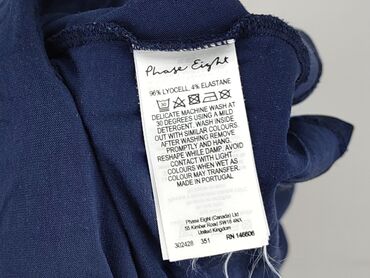 Phase Eight
96% LYOCELL, 4% ELASTANE
30
DELICATE MACHINE WASH AT
30 DEGREES USING A MILD
DETERGENT. WASH INSIDE
OUT WITH SIMILAR COLOURS
AFTER WASHING REMOVE
PROMPTLY AND HANG.
RESHAPE WHILE DAMP. AVOID
CONTACT WITH LIGHT
COLOURS WHEN WET AS
COLOUR MAY TRANSFER.
MADE IN PORTUGAL
Phase Eight (Canada) Ltd
55 Kimber Road SW18 4NX
United Kingdom
302428 351 RN 146606